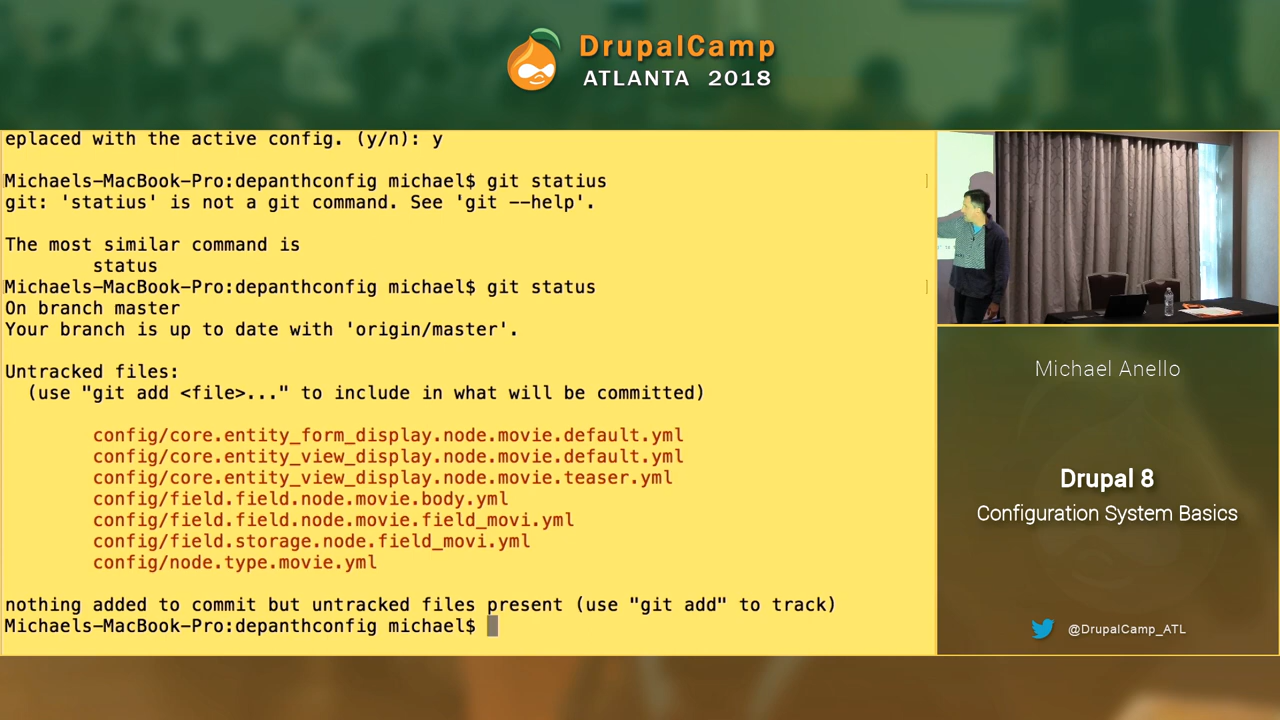 DrupalCamp
ATLANTA 2018
eplaced with the active config. (y/n): y
Michaels-MacBook-Pro:depanthconfig michael$ git statius
git: 'statius' is not a git command. See 'git --help'.
The most similar command is
status
Michaels-MacBook-Pro:depanthconfig michael$ git status
On branch master
Your branch is up to date with 'origin/master'.
Untracked files:
(use "git add <file>..." to include in what will be committed)
config/core.entity_form_display.node.movie.default.yml
config/core.entity_view_display.node.movie.default.yml
config/core.entity_view_display.node.movie.teaser.yml
config/field.field.node.movie.body.yml
config/field.field.node.movie.field_movi.yml
config/field.storage.node.field_movi.yml
config/node.type.movie.yml
nothing added to commit but untracked files present (use "git add" to track)
Michaels-MacBook-Pro:depanthconfig michael$
Michael Anello
Drupal 8
Configuration System Basics
@DrupalCamp_ATL